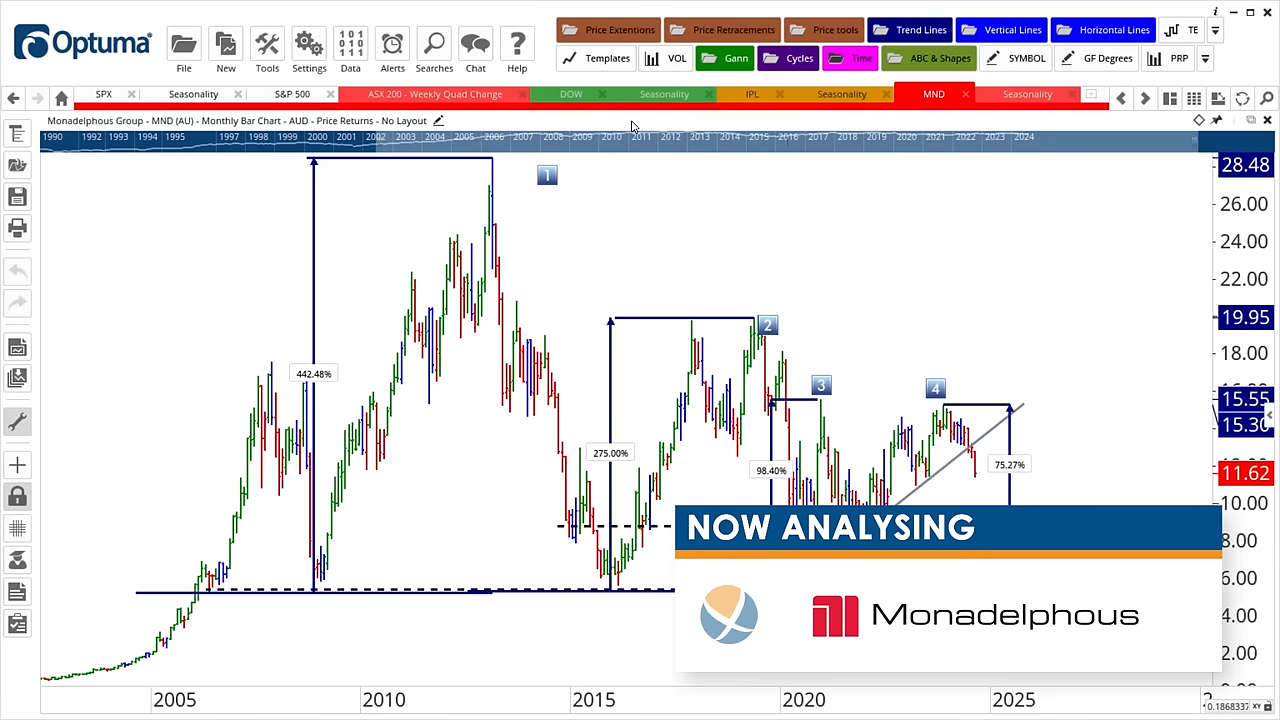 Optuma
File
New
Tools
Settings
Data
Alerts
Searches
Chat
Help
Price Extentions
Price Retracements
Price tools
Trend Lines
Vertical Lines
Horizontal Lines
TE
Templates
VOL
Gann
Cycles
Time
ABC & Shapes
SYMBOL
GF Degrees
PRP
SPX
Seasonality
S&P 500
ASX 200 - Weekly Quad Change
DOW
Seasonality
IPL
Seasonality
MND
Seasonality
Monadelphous Group - MND (AU) - Monthly Bar Chart - AUD - Price Returns - No Layout
1990 1992 1993 1994 1995 1997 1998 1999 2000 2001 2002 2003 2004 2005 2006 2007 2008 2009 2010 2011 2012 2013 2014 2015 2016 2017 2018 2019 2020 2021 2022 2023 2024
28.48
1
26.00
24.00
22.00
19.95
2
18.00
442.48%
3
4
15.55
15.30
275.00%
98.40%
75.27%
11.62
10.00
NOW ANALYSING
8.00
6.00
Monadelphous
4.00
2.00
2005
2010
2015
2020
2025
0.1868337 XY